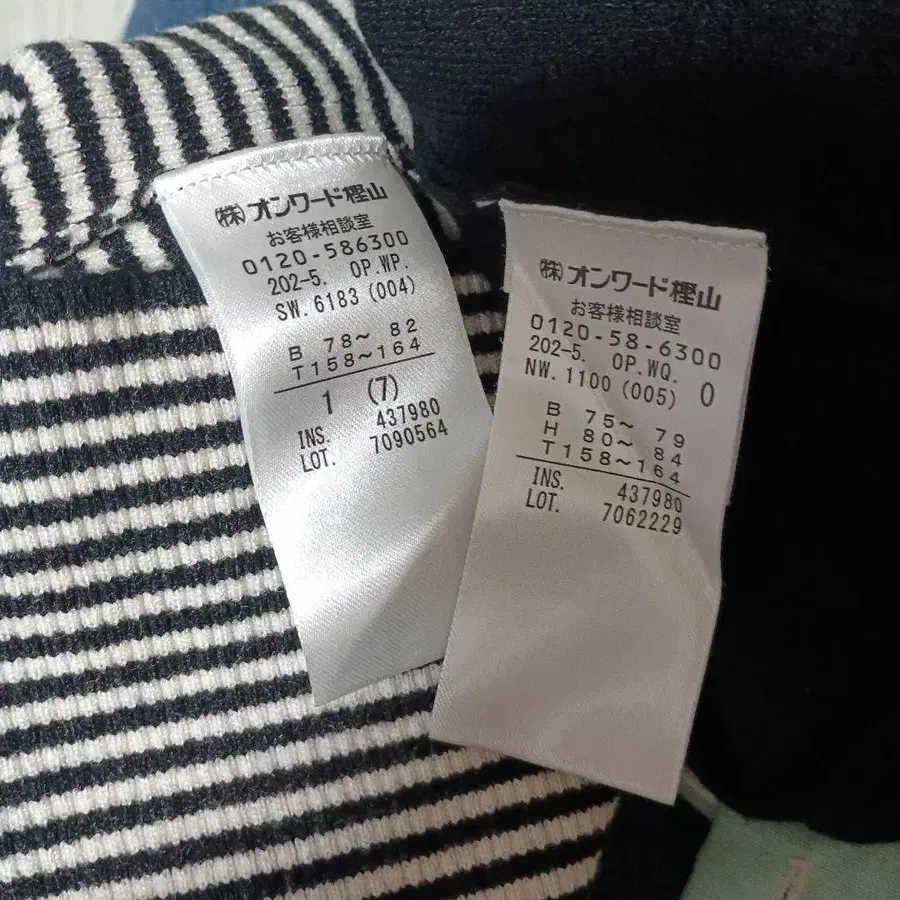 ㈱オンワード樫山
お客様相談室
0120-586300
202-5. OP.WP.
SW. 6183 (004)
B 78～ 82
T158～164
1 (7)
INS. 437980
LOT. 7090564
㈱オンワード樫山
お客様相談室
0120-58-6300
202-5. OP.WQ.
NW. 1100 (005) 0
B 75～ 79
H 80～ 84
T158～164
INS. 437980
LOT. 7062229